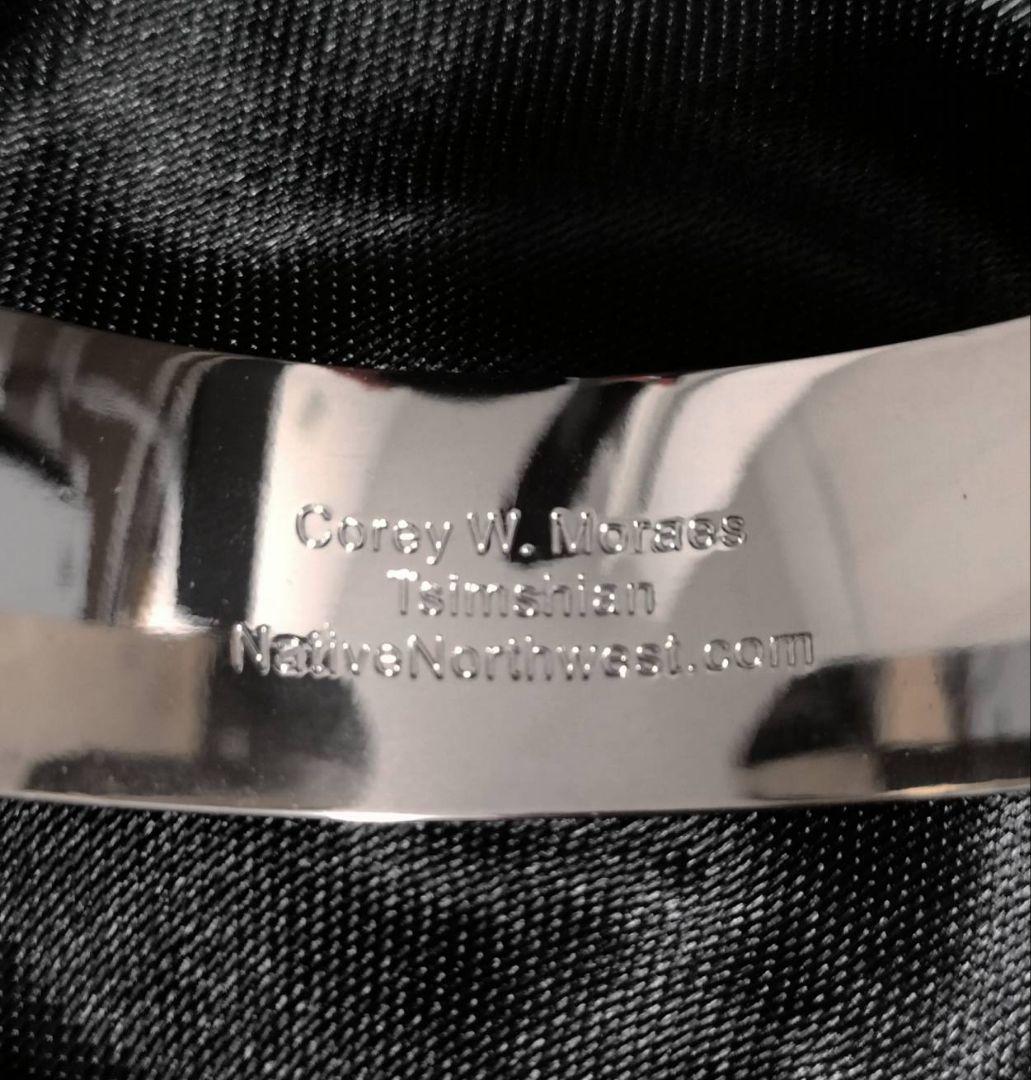 Corey W. Moraes
Tsimshian
NativeNorthwest.com